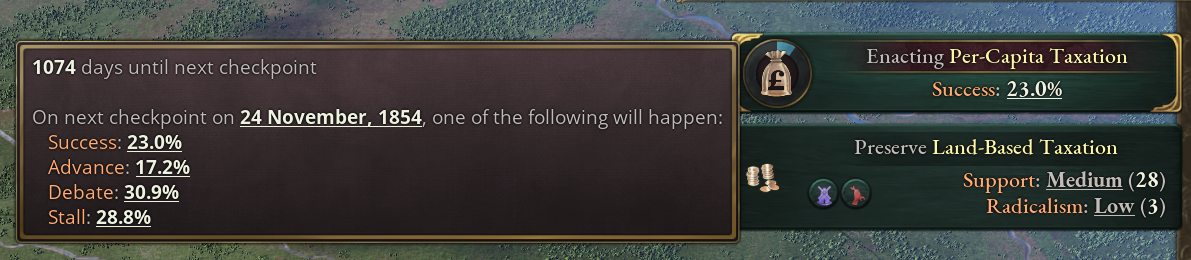 1074 days until next checkpoint
On next checkpoint on 24 November, 1854, one of the following will happen:
Success: 23.0%
Advance: 17.2%
Debate: 30.9%
Stall: 28.8%
£
Enacting Per-Capita Taxation
Success: 23.0%
Preserve Land-Based Taxation
Support: Medium (28)
Radicalism: Low (3)